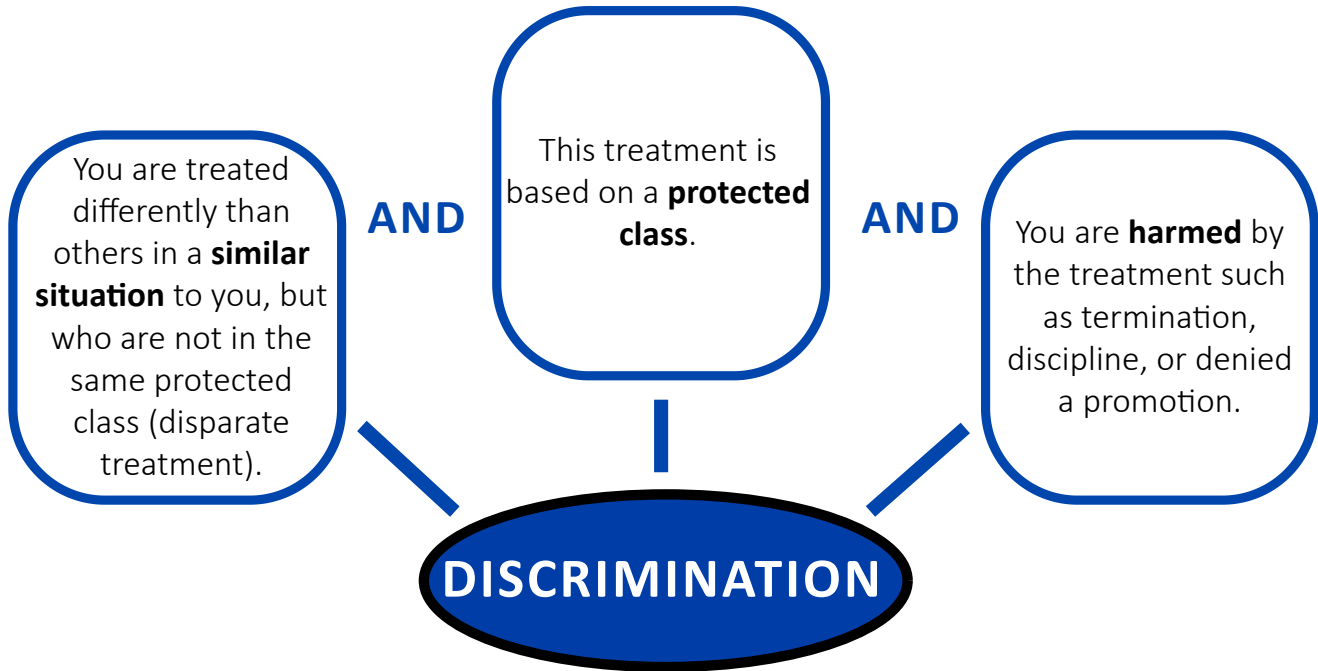 You are treated
differently than
others in a similar
situation to you, but
who are not in the
same protected
class (disparate
treatment).
AND
This treatment is
based on a protected
class.
AND
You are harmed by
the treatment such
as termination,
discipline, or denied
a promotion.
DISCRIMINATION